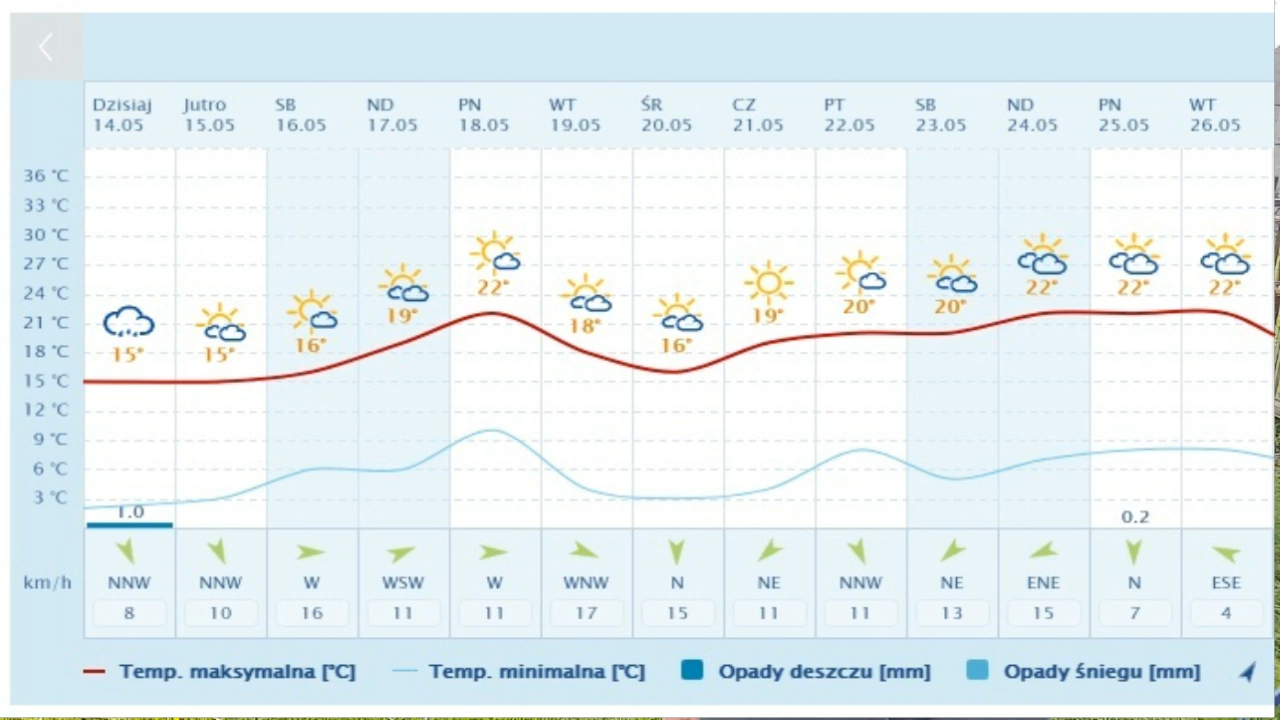 Dzisiaj Jutro SB ND PN WT ŚR CZ PT SB ND PN WT
14.05 15.05 16.05 17.05 18.05 19.05 20.05 21.05 22.05 23.05 24.05 25.05 26.05
36 °C
33 °C
30 °C
27 °C
24 °C
21 °C
18 °C
15 °C
12 °C
9 °C
6 °C
3 °C
15° 15° 16° 19° 22° 18° 16° 19° 20° 20° 22° 22° 22°
1.0 0.2
NNW NNW W WSW W WNW N NE NNW NE ENE N ESE
km/h
8 10 16 11 11 17 15 11 11 13 15 7 4
Temp. maksymalna [°C] Temp. minimalna [°C] Opady deszczu [mm] Opady śniegu [mm]